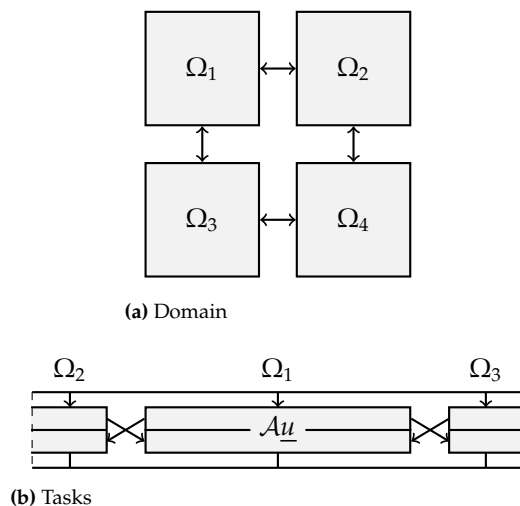 Ω₁ Ω₂
Ω₃ Ω₄
(a) Domain
Ω₂ Ω₁ Ω₃
𝒜u̲
(b) Tasks